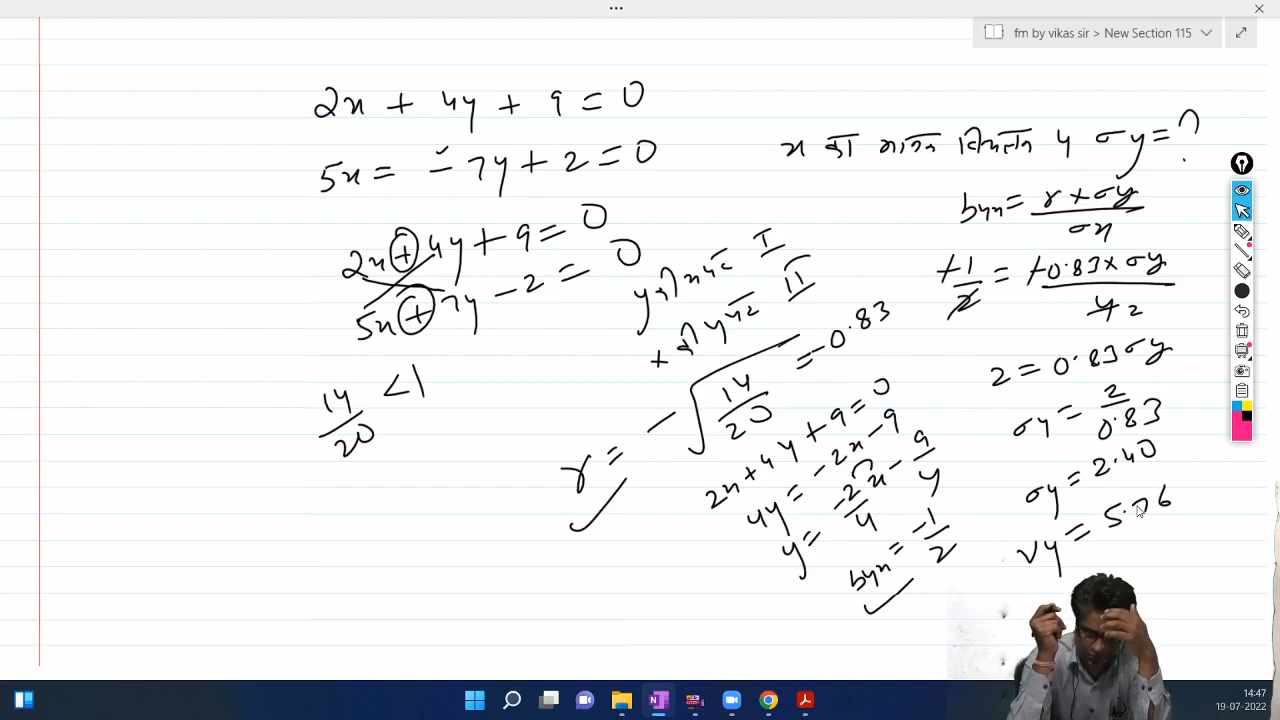 fm by vikas sir > New Section 115
2x + 4y + 9 = 0
5x = - 7y + 2 = 0
2x + 4y + 9 = 0
5x + 7y - 2 = 0
14/20 < 1
I
II
r = - √14/20 = -0.83
2x + 4y + 9 = 0
4y = -2x - 9
y = -2/4 x - 9/4
byx = -1/2
x का मानक विचलन 4 σy = ?
byx = r × σy / σx
+1/2 = +0.83 × σy / 4 2
2 = 0.83 σy
σy = 2/0.83
σy = 2.40
vy = 5.76
14:47
19-07-2022